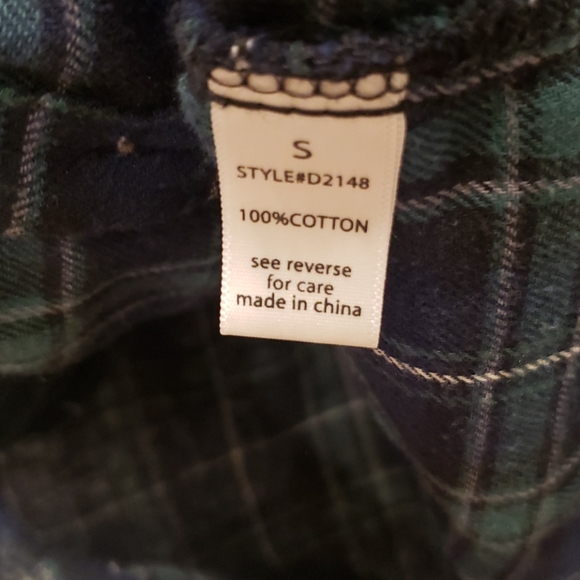 S
STYLE#D2148
100%COTTON
see reverse
for care
made in china